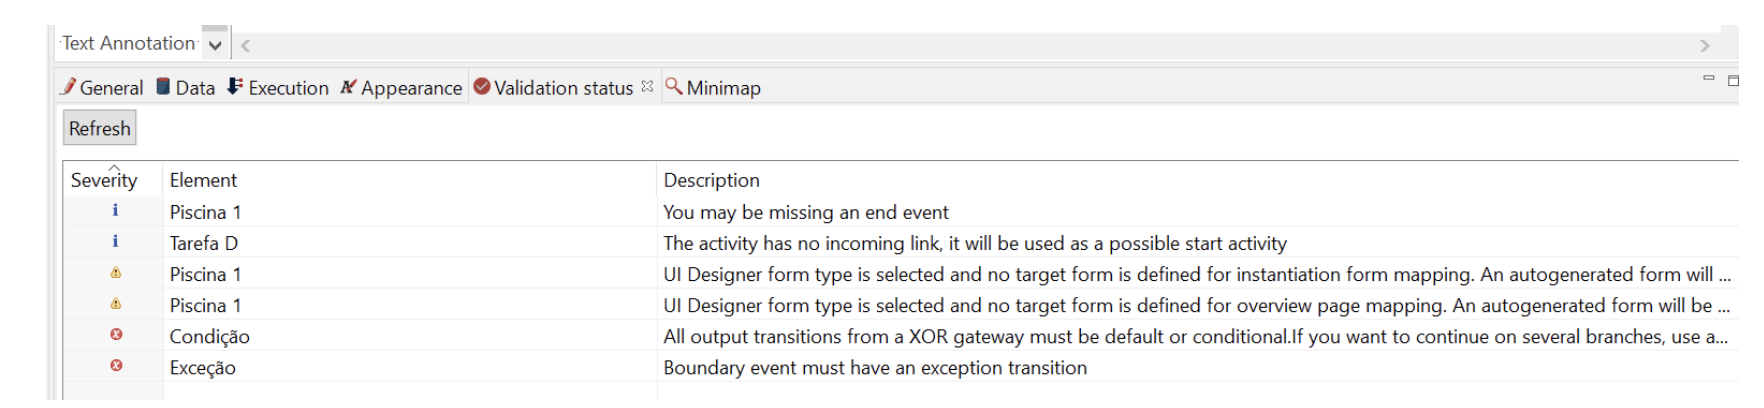 Text Annotation
General Data Execution Appearance Validation status Minimap
Refresh
Severity Element Description
i Piscina 1 You may be missing an end event
i Tarefa D The activity has no incoming link, it will be used as a possible start activity
Piscina 1 UI Designer form type is selected and no target form is defined for instantiation form mapping. An autogenerated form will ...
Piscina 1 UI Designer form type is selected and no target form is defined for overview page mapping. An autogenerated form will be ...
Condição All output transitions from a XOR gateway must be default or conditional.If you want to continue on several branches, use a...
Exceção Boundary event must have an exception transition